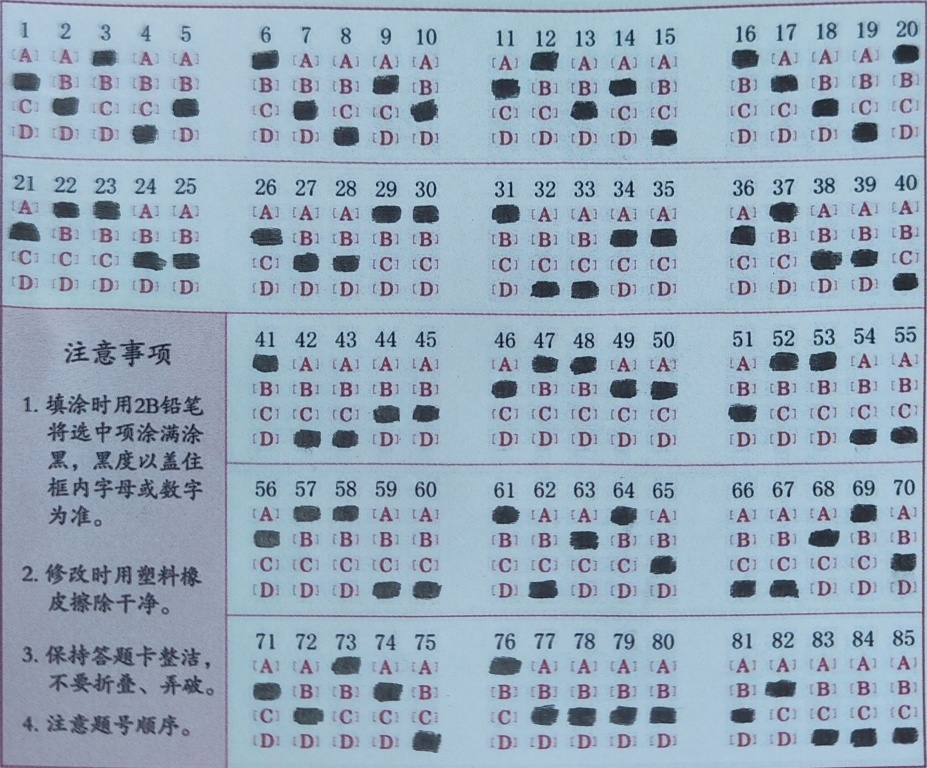 1 2 3 4 5 6 7 8 9 10 11 12 13 14 15 16 17 18 19 20
[A] [A] [A] [A] [A] [A] [A] [A] [A] [A] [A] [A] [A] [A] [A]
[B] [B] [B] [B] [B] [B] [B] [B] [B] [B] [B] [B] [B] [B] [B]
[C] [C] [C] [C] [C] [C] [C] [C] [C] [C] [C] [C] [C] [C]
[D] [D] [D] [D] [D] [D] [D] [D] [D] [D] [D] [D] [D] [D] [D] [D]
21 22 23 24 25 26 27 28 29 30 31 32 33 34 35 36 37 38 39 40
[A] [A] [A] [A] [A] [A] [A] [A] [A] [A] [A] [A] [A] [A]
[B] [B] [B] [B] [B] [B] [B] [B] [B] [B] [B] [B] [B] [B] [B]
[C] [C] [C] [C] [C] [C] [C] [C] [C] [C] [C] [C] [C] [C]
[D] [D] [D] [D] [D] [D] [D] [D] [D] [D] [D] [D] [D] [D] [D] [D] [D]
注意事项
1. 填涂时用2B铅笔
将选中项涂满涂
黑，黑度以盖住
框内字母或数字
为准。
2. 修改时用塑料橡
皮擦除干净。
3. 保持答题卡整洁，
不要折叠、弄破。
4. 注意题号顺序。
41 42 43 44 45 46 47 48 49 50 51 52 53 54 55
[A] [A] [A] [A] [A] [A] [A] [A] [A] [A]
[B] [B] [B] [B] [B] [B] [B] [B] [B] [B] [B] [B]
[C] [C] [C] [C] [C] [C] [C] [C] [C] [C] [C] [C]
[D] [D] [D] [D] [D] [D] [D] [D] [D] [D] [D]
56 57 58 59 60 61 62 63 64 65 66 67 68 69 70
[A] [A] [A] [A] [A] [A] [A] [A] [A] [A]
[B] [B] [B] [B] [B] [B] [B] [B] [B] [B] [B] [B]
[C] [C] [C] [C] [C] [C] [C] [C] [C] [C] [C] [C] [C]
[D] [D] [D] [D] [D] [D] [D] [D] [D] [D]
71 72 73 74 75 76 77 78 79 80 81 82 83 84 85
[A] [A] [A] [A] [A] [A] [A] [A] [A] [A] [A] [A] [A]
[B] [B] [B] [B] [B] [B] [B] [B] [B] [B] [B] [B]
[C] [C] [C] [C] [C] [C] [C] [C] [C]
[D] [D] [D] [D] [D] [D] [D] [D] [D] [D] [D]